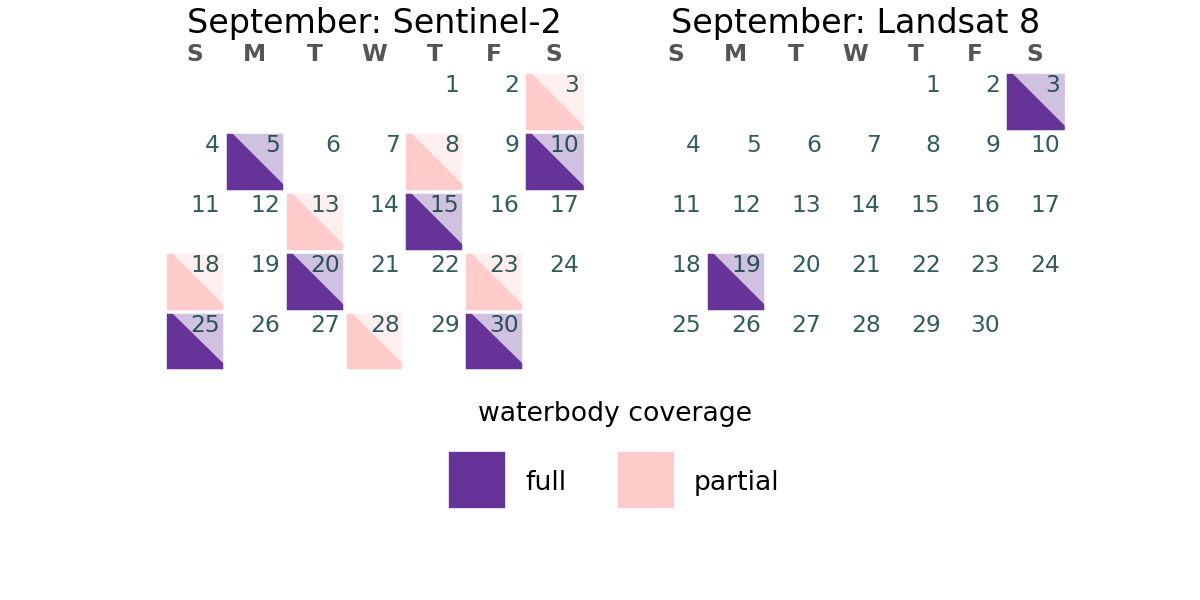 September: Sentinel-2
S M T W T F S
1 2 3
4 5 6 7 8 9 10
11 12 13 14 15 16 17
18 19 20 21 22 23 24
25 26 27 28 29 30
September: Landsat 8
S M T W T F S
1 2 3
4 5 6 7 8 9 10
11 12 13 14 15 16 17
18 19 20 21 22 23 24
25 26 27 28 29 30
waterbody coverage
full
partial